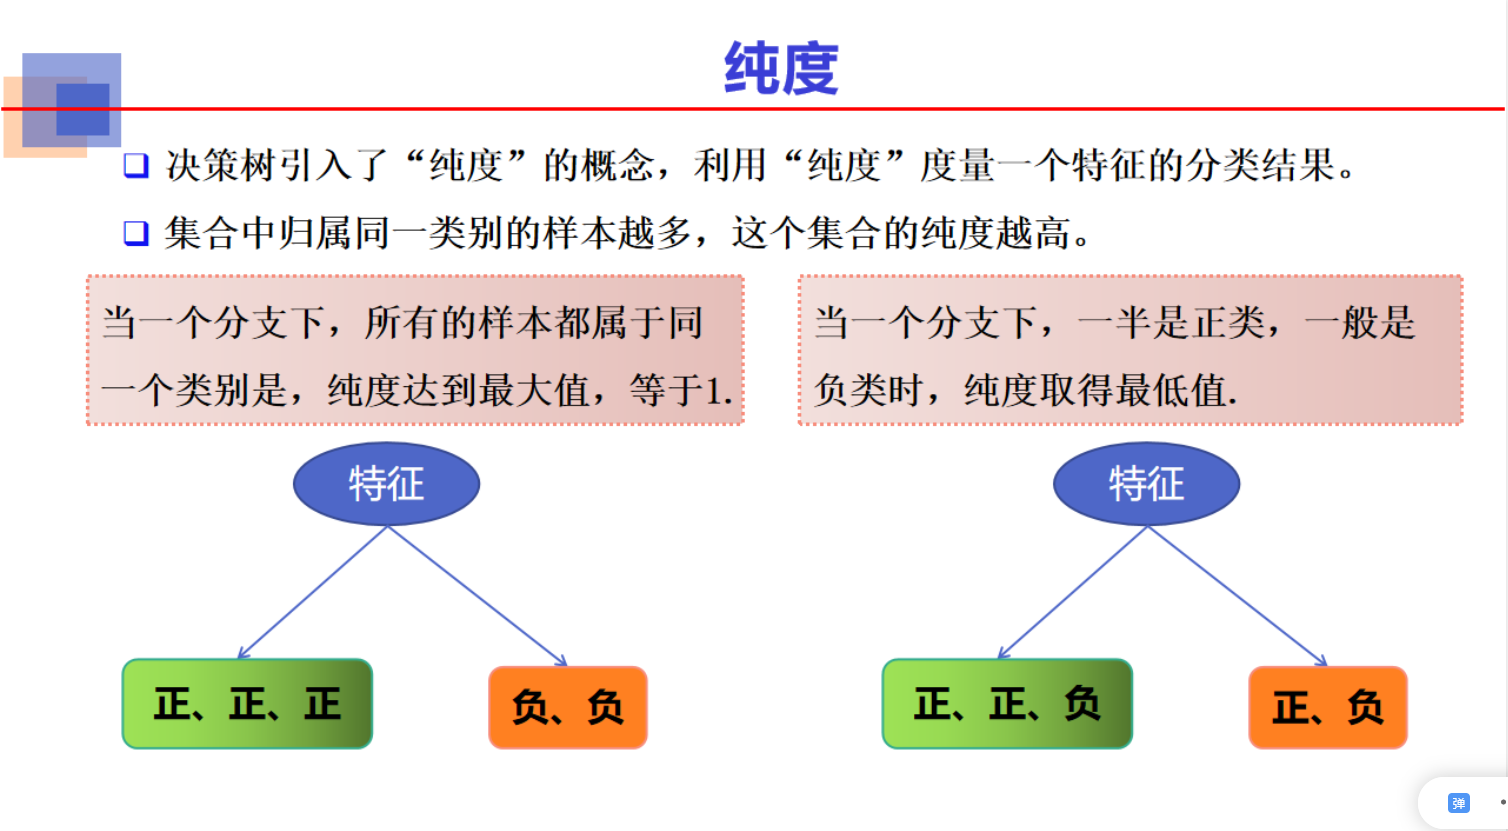 纯度
决策树引入了“纯度”的概念，利用“纯度”度量一个特征的分类结果。
集合中归属同一类别的样本越多，这个集合的纯度越高。
当一个分支下，所有的样本都属于同
一个类别是，纯度达到最大值，等于1.
当一个分支下，一半是正类，一般是
负类时，纯度取得最低值.
特征
特征
正、正、正
负、负
正、正、负
正、负
弹